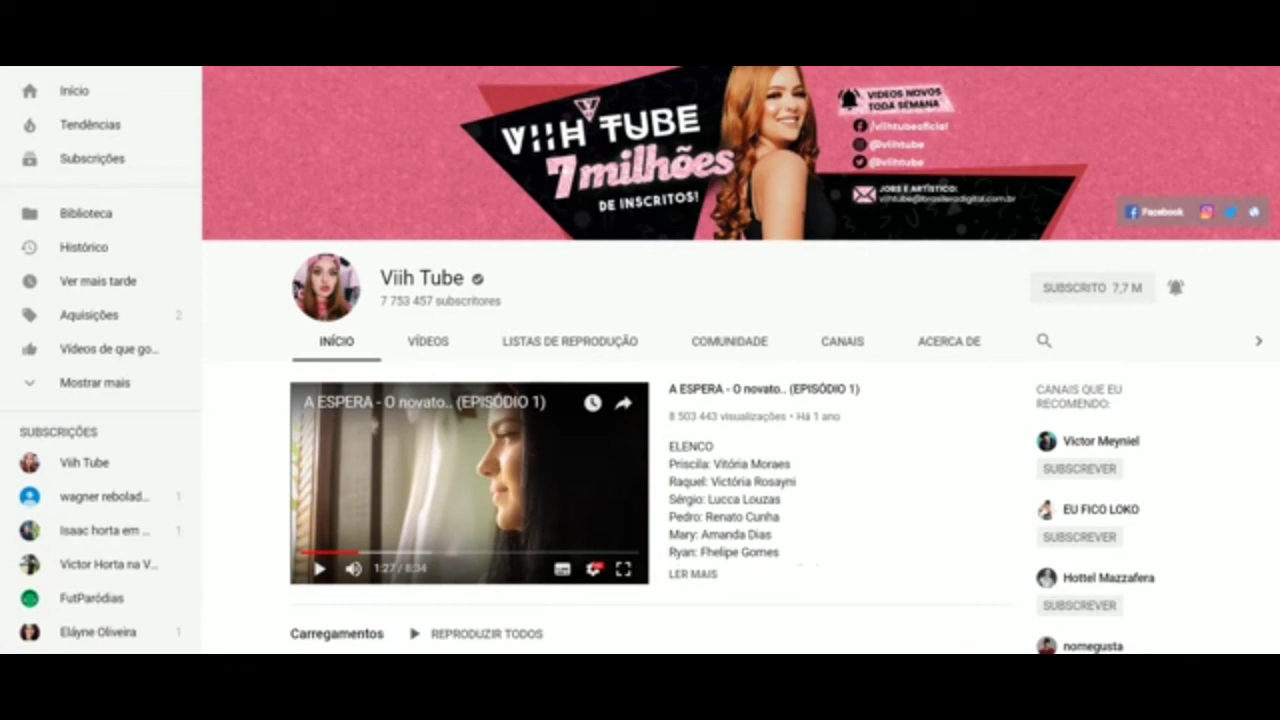 Início
Tendências
Subscrições
Biblioteca
Histórico
Ver mais tarde
Aquisições 2
Vídeos de que go...
Mostrar mais
SUBSCRIÇÕES
Viih Tube
wagner rebolad... 1
Isaac horta em ... 1
Victor Horta na V...
FutParódias
Eláyne Oliveira 1
VIIH TUBE
7 milhões
DE INSCRITOS!
VIDEOS NOVOS
TODA SEMANA
/viihtubeoficial
@viihtube
@viihtube
JOBS E ARTÍSTICO:
viihtube@brasileradigital.com.br
Facebook
Viih Tube
7 753 457 subscritores
SUBSCRITO 7,7 M
INÍCIO VÍDEOS LISTAS DE REPRODUÇÃO COMUNIDADE CANAIS ACERCA DE
A ESPERA - O novato.. (EPISÓDIO 1)
1:27 / 8:34
A ESPERA - O novato.. (EPISÓDIO 1)
8 503 443 visualizações • Há 1 ano
ELENCO
Priscila: Vitória Moraes
Raquel: Victória Rosayni
Sérgio: Lucca Louzas
Pedro: Renato Cunha
Mary: Amanda Dias
Ryan: Fhelipe Gomes
LER MAIS
CANAIS QUE EU
RECOMENDO:
Victor Meyniel
SUBSCREVER
EU FICO LOKO
SUBSCREVER
Hottel Mazzafera
SUBSCREVER
nomegusta
Carregamentos REPRODUZIR TODOS